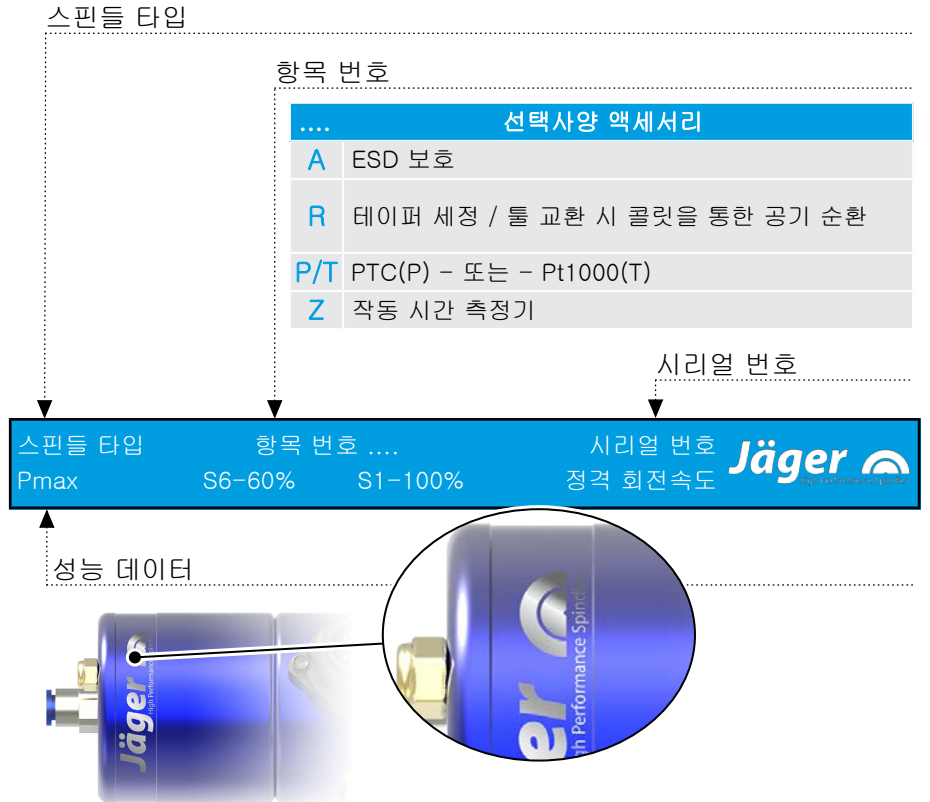 스핀들 타입
항목 번호
.... 선택사양 액세서리
A ESD 보호
R 테이퍼 세정 / 툴 교환 시 콜릿을 통한 공기 순환
P/T PTC(P) - 또는 - Pt1000(T)
Z 작동 시간 측정기
시리얼 번호
스핀들 타입 항목 번호 .... 시리얼 번호
Pmax S6-60% S1-100% 정격 회전속도
Jäger
High Performance Spindles
성능 데이터
Jäger
High Performance
er
gh Performance Spindle